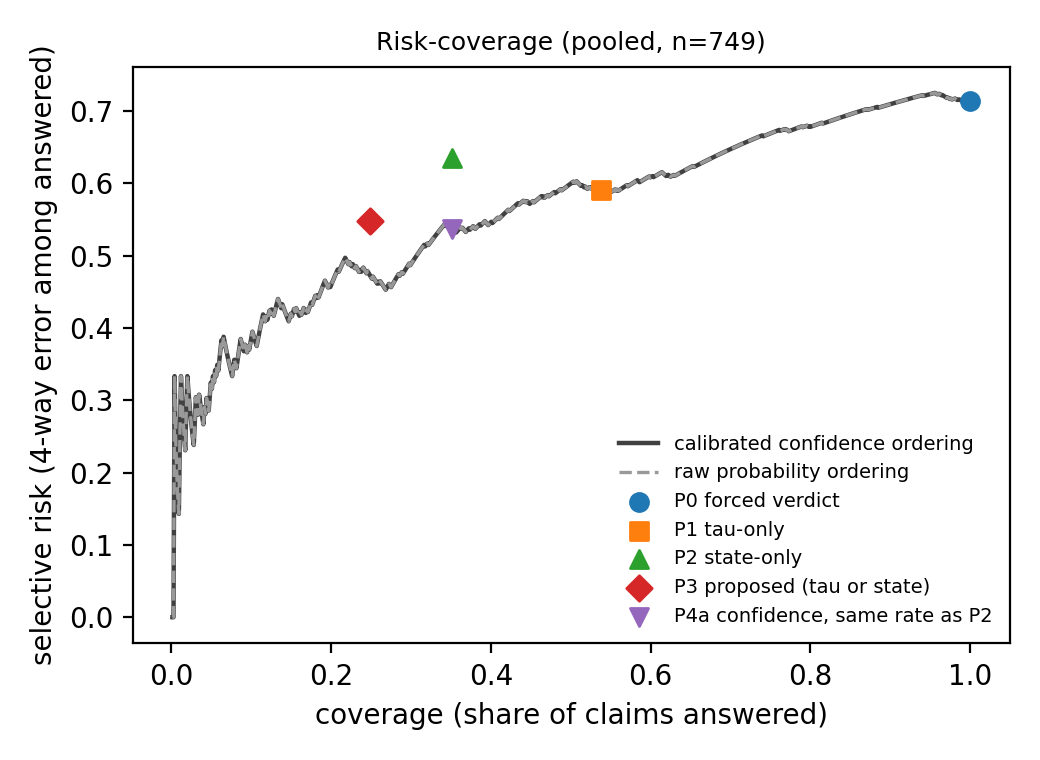 Risk-coverage (pooled, n=749)
selective risk (4-way error among answered)
0.7
0.6
0.5
0.4
0.3
0.2
0.1
0.0
calibrated confidence ordering
raw probability ordering
P0 forced verdict
P1 tau-only
P2 state-only
P3 proposed (tau or state)
P4a confidence, same rate as P2
0.0 0.2 0.4 0.6 0.8 1.0
coverage (share of claims answered)